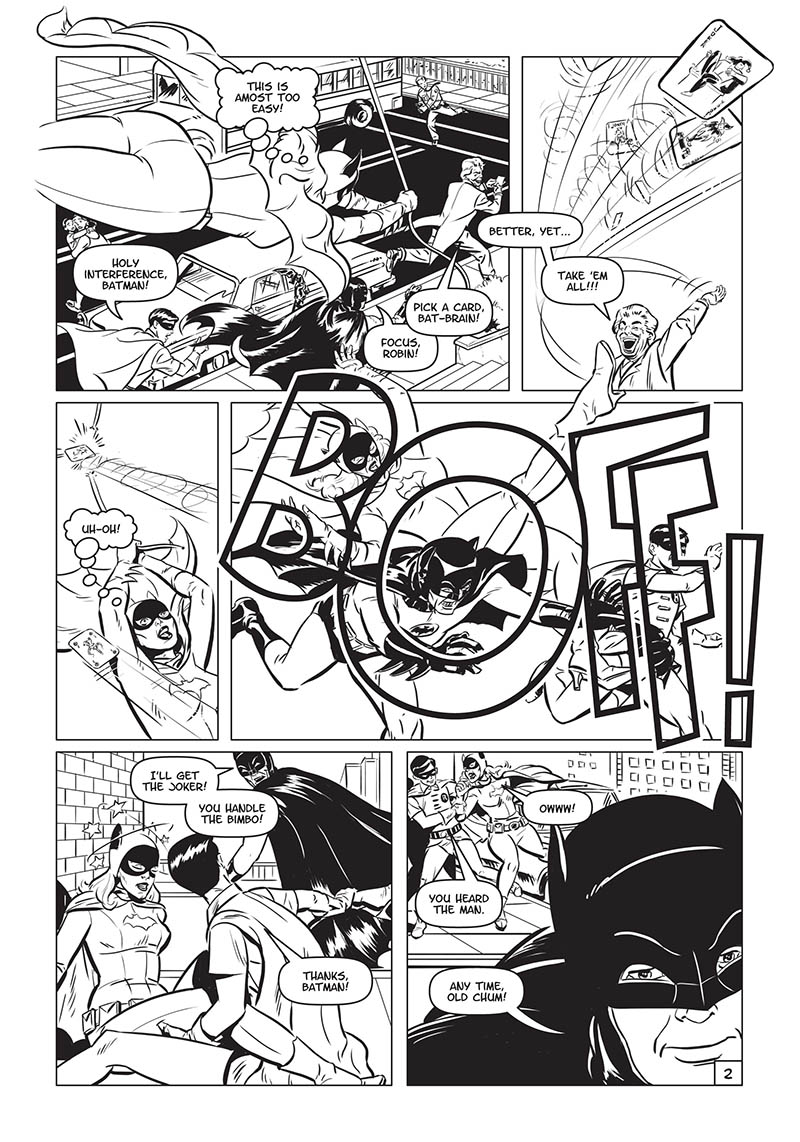 THIS IS
AMOST TOO
EASY!
HOLY
INTERFERENCE,
BATMAN!
PICK A CARD,
BAT-BRAIN!
FOCUS,
ROBIN!
BETTER, YET...
TAKE 'EM
ALL!!!
JOKER
UH-OH!
BOFF!
I'LL GET
THE JOKER!
YOU HANDLE
THE BIMBO!
THANKS,
BATMAN!
OWWW!
YOU HEARD
THE MAN.
ANY TIME,
OLD CHUM!
2